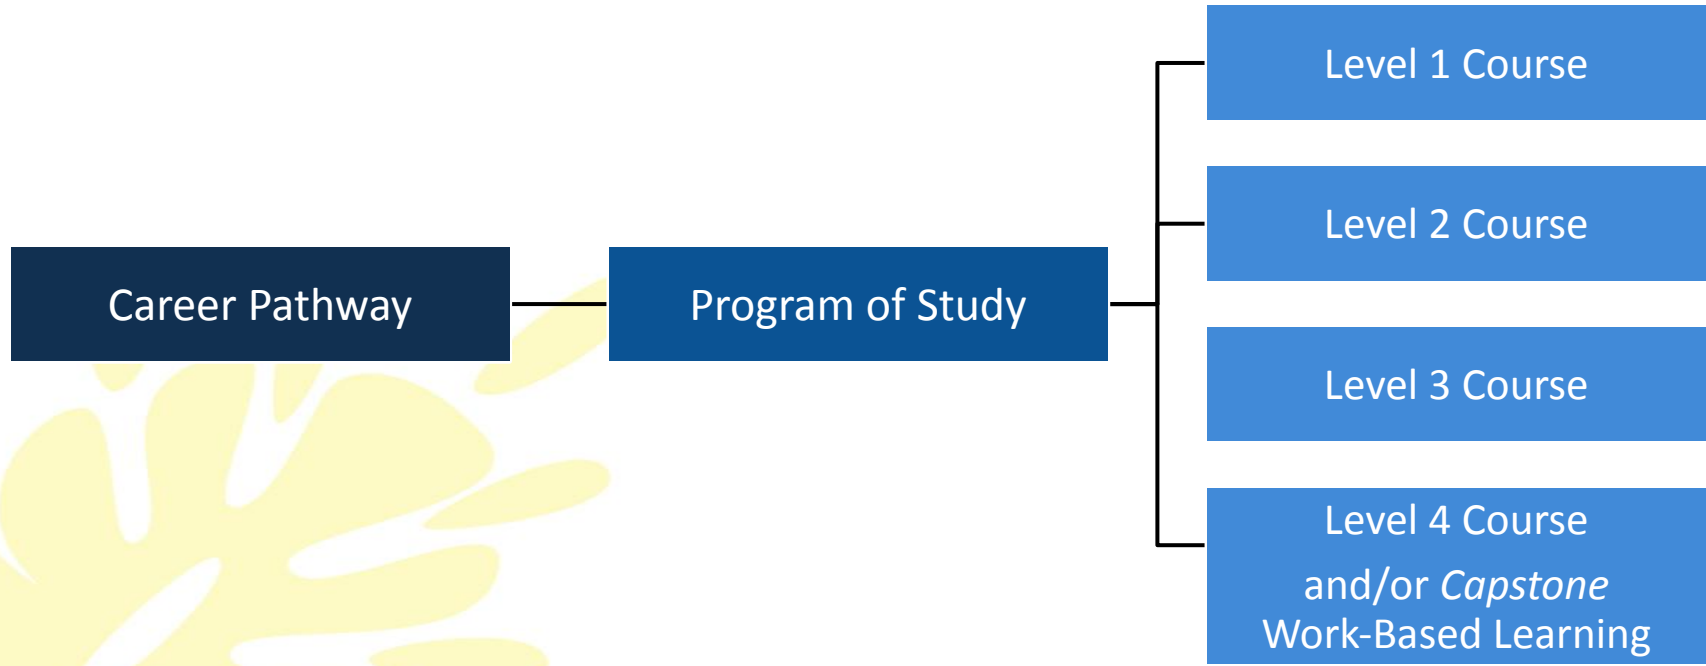 Career Pathway
Program of Study
Level 1 Course
Level 2 Course
Level 3 Course
Level 4 Course
and/or Capstone
Work-Based Learning